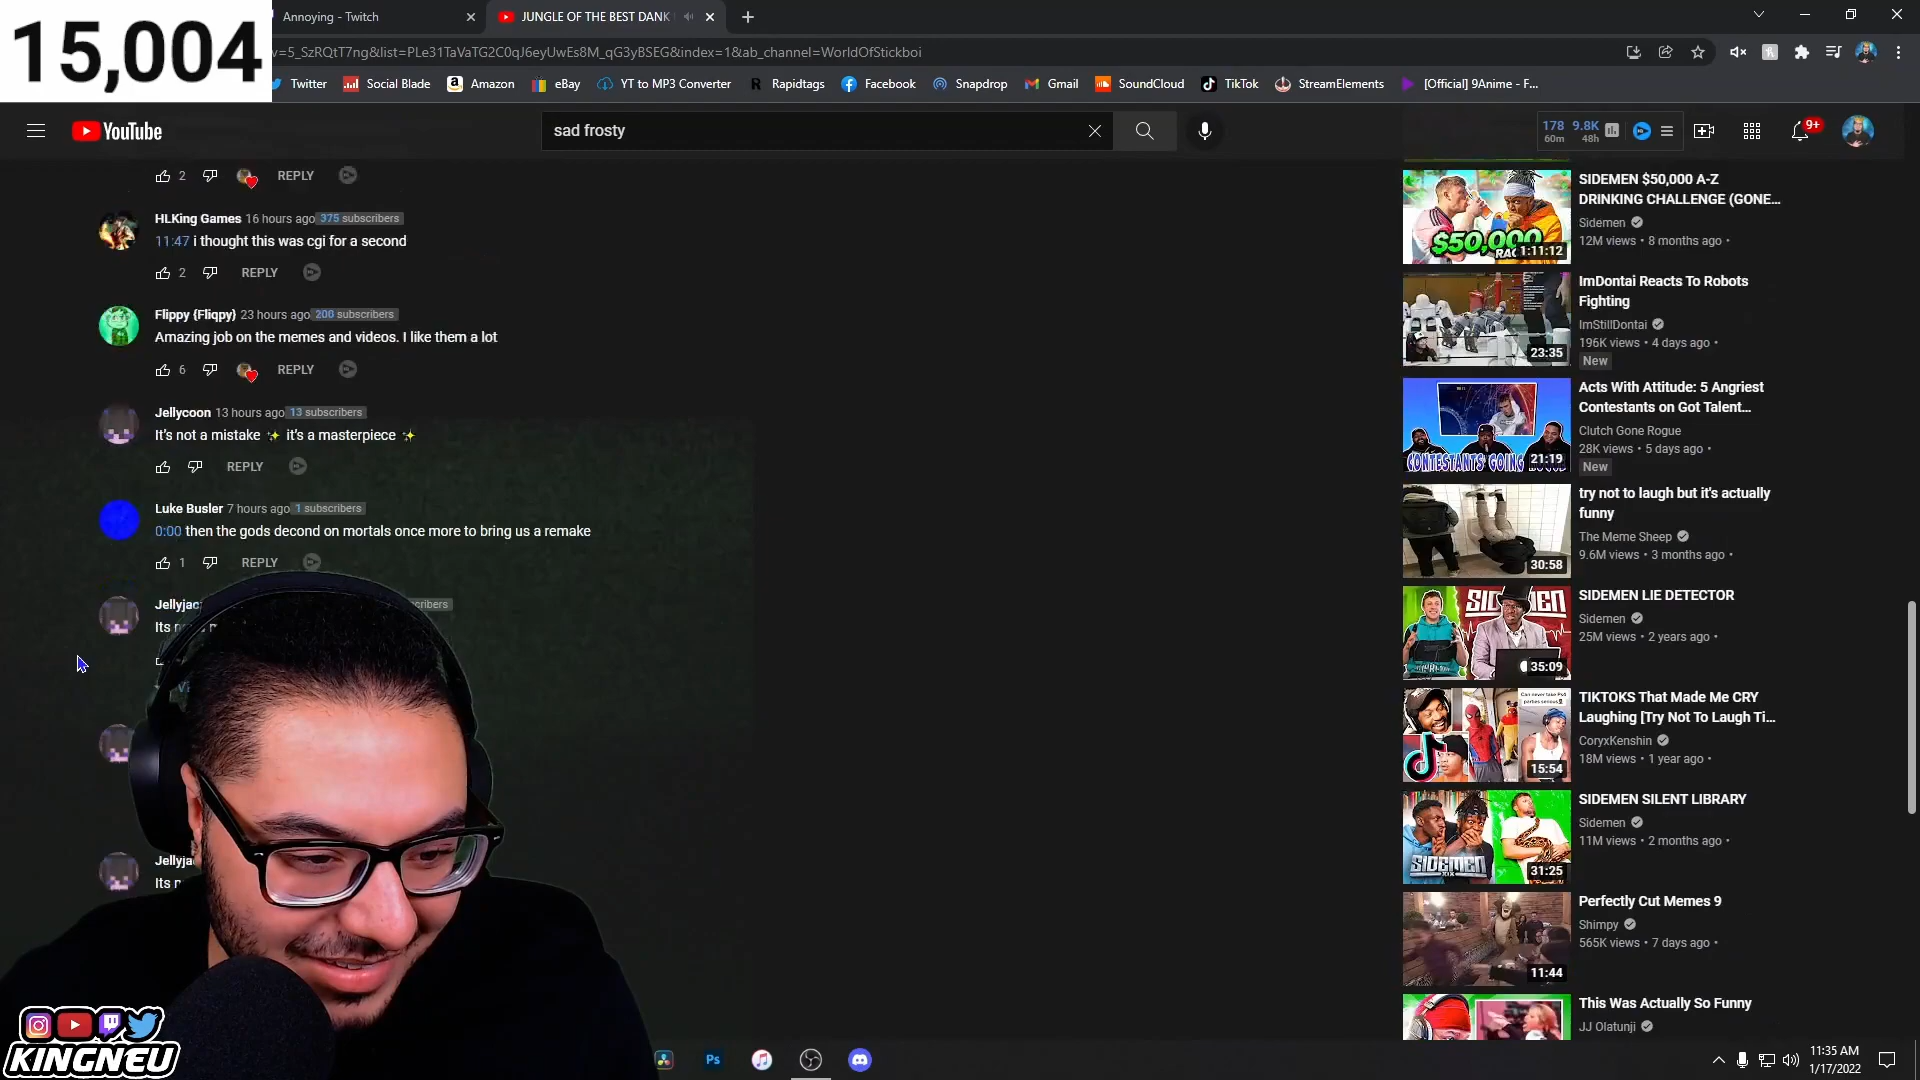 15,004
Annoying - Twitch
JUNGLE OF THE BEST DANK
v=5_SzRQtT7ng&list=PLe31TaVaTG2C0qJ6eyUwEs8M_qG3yBSEG&index=1&ab_channel=WorldOfStickboi
Twitter
Social Blade
Amazon
eBay
YT to MP3 Converter
Rapidtags
Facebook
Snapdrop
Gmail
SoundCloud
TikTok
StreamElements
[Official] 9Anime - F...
YouTube
sad frosty
178 9.8K
60m 48h
9+
2 REPLY
HLKing Games 16 hours ago 375 subscribers
11:47 i thought this was cgi for a second
2 REPLY
Flippy {Fliqpy} 23 hours ago 200 subscribers
Amazing job on the memes and videos. I like them a lot
6 REPLY
Jellycoon 13 hours ago 13 subscribers
It's not a mistake ✨ it's a masterpiece ✨
REPLY
Luke Busler 7 hours ago 1 subscribers
0:00 then the gods decond on mortals once more to bring us a remake
1 REPLY
KINGNEU
SIDEMEN $50,000 A-Z
DRINKING CHALLENGE (GONE...
Sidemen
12M views • 8 months ago •
$50,000
1:11:12
ImDontai Reacts To Robots
Fighting
ImStillDontai
196K views • 4 days ago •
New
23:35
Acts With Attitude: 5 Angriest
Contestants on Got Talent...
Clutch Gone Rogue
28K views • 5 days ago •
New
CONTESTANTS GOING
21:19
try not to laugh but it's actually
funny
The Meme Sheep
9.6M views • 3 months ago •
30:58
SIDEMEN LIE DETECTOR
Sidemen
25M views • 2 years ago •
35:09
TIKTOKS That Made Me CRY
Laughing [Try Not To Laugh Ti...
CoryxKenshin
18M views • 1 year ago •
15:54
SIDEMEN SILENT LIBRARY
Sidemen
11M views • 2 months ago •
SIDEMEN
31:25
Perfectly Cut Memes 9
Shimpy
565K views • 7 days ago •
11:44
This Was Actually So Funny
JJ Olatunji
Ps
11:35 AM
1/17/2022